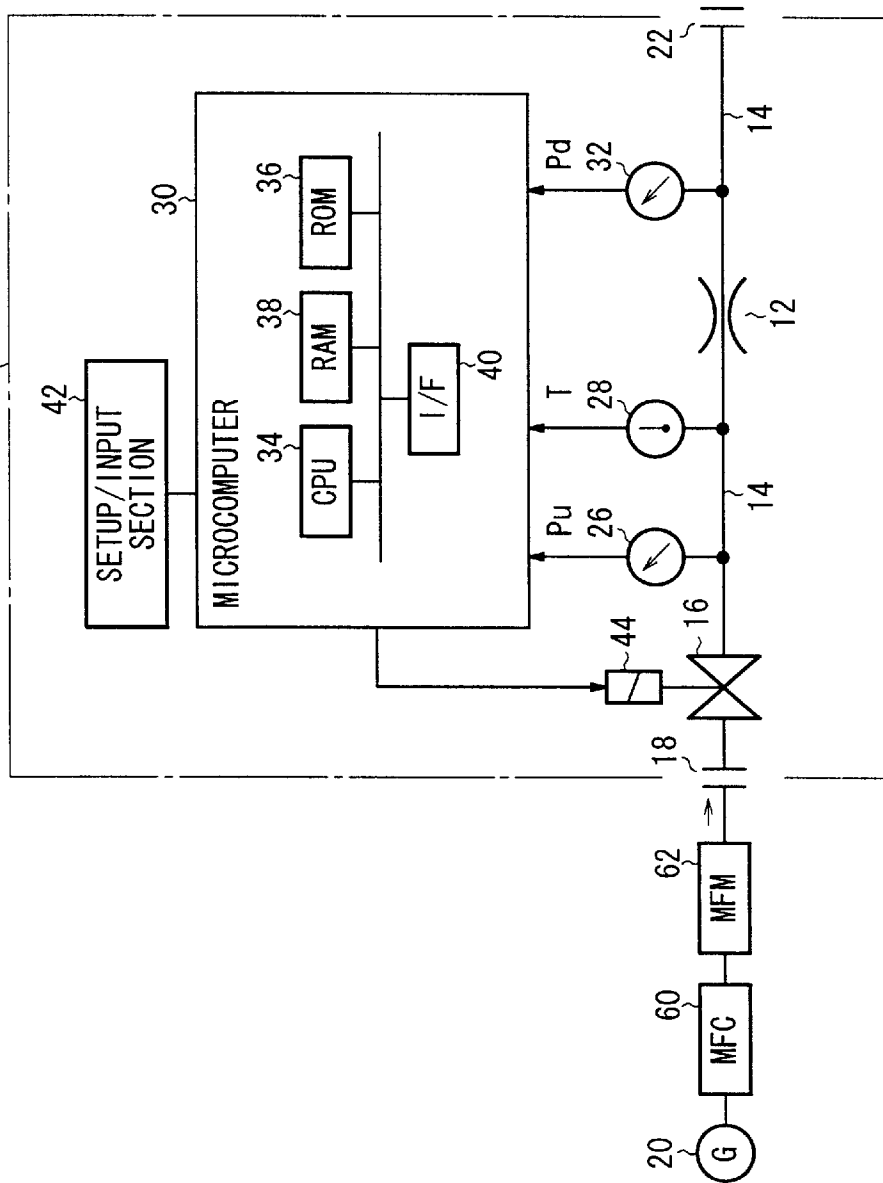 42
SETUP/INPUT
SECTION
30
MICROCOMPUTER
34
CPU
38
RAM
36
ROM
I/F
40
44
Pu
26
T
28
Pd
32
20
G
60
MFC
62
MFM
18
16
14
12
14
22